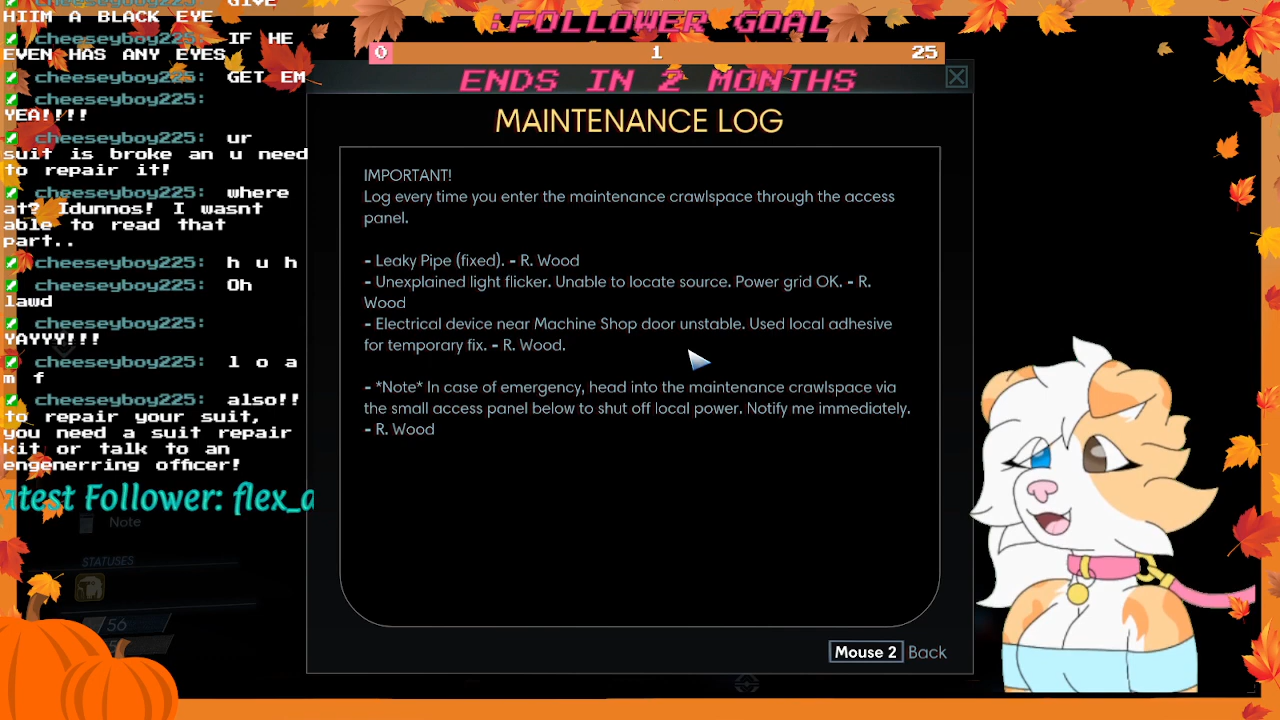 cheeseyboy225: GIVE
HIIM A BLACK EYE
cheeseyboy225: IF HE
EVEN HAS ANY EYES
cheeseyboy225: GET EM
cheeseyboy225:
YEA!!!!
cheeseyboy225: ur
suit is broke an u need
to repair it!
cheeseyboy225: where
at? Idunnos! I wasnt
able to read that
part..
cheeseyboy225: h u h
cheeseyboy225: Oh
lawd
cheeseyboy225:
YAYYY!!!
cheeseyboy225: l o a
m f
cheeseyboy225: also!!
to repair your suit,
you need a suit repair
kit or talk to an
engenerring officer!
atest Follower: flex_a
Note
STATUSES
56
:FOLLOWER GOAL
0 1 25
ENDS IN 2 MONTHS
MAINTENANCE LOG
IMPORTANT!
Log every time you enter the maintenance crawlspace through the access
panel.
- Leaky Pipe (fixed). - R. Wood
- Unexplained light flicker. Unable to locate source. Power grid OK. - R.
Wood
- Electrical device near Machine Shop door unstable. Used local adhesive
for temporary fix. - R. Wood.
- *Note* In case of emergency, head into the maintenance crawlspace via
the small access panel below to shut off local power. Notify me immediately.
- R. Wood
Mouse 2 Back